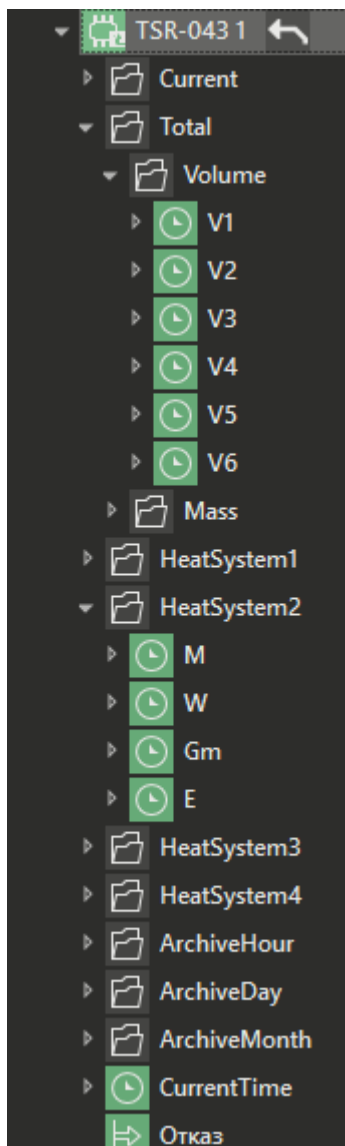 TSR-043 1
Current
Total
Volume
V1
V2
V3
V4
V5
V6
Mass
HeatSystem1
HeatSystem2
M
W
Gm
E
HeatSystem3
HeatSystem4
ArchiveHour
ArchiveDay
ArchiveMonth
CurrentTime
Отказ